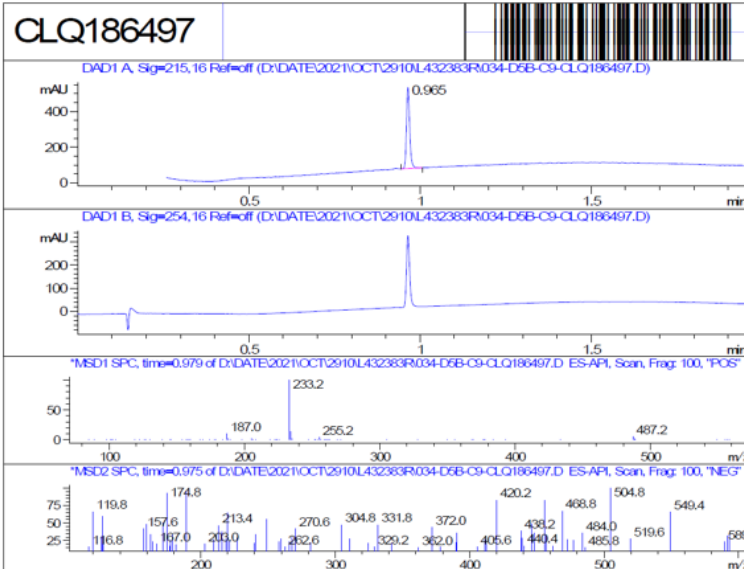 CLQ186497
DAD1 A, Sig=215,16 Ref=off (D:\DATE\2021\OCT\2910\L432383R\034-D5B-C9-CLQ186497.D)
mAU
400
200
0
0.965
0.5 1 1.5 min
DAD1 B, Sig=254,16 Ref=off (D:\DATE\2021\OCT\2910\L432383R\034-D5B-C9-CLQ186497.D)
mAU
200
100
0
0.5 1 1.5 min
*MSD1 SPC, time=0.979 of D:\DATE\2021\OCT\2910\L432383R\034-D5B-C9-CLQ186497.D ES-API, Scan, Frag: 100, "POS"
50
0
187.0 233.2 255.2 487.2
100 200 300 400 500 m/
*MSD2 SPC, time=0.975 of D:\DATE\2021\OCT\2910\L432383R\034-D5B-C9-CLQ186497.D ES-API, Scan, Frag: 100, "NEG"
75
50
25
174.8 420.2 504.8
119.8 157.6 213.4 270.6 304.8 331.8 372.0 438.2 468.8 484.0 549.4
116.8 167.0 203.0 262.6 329.2 362.0 405.6 440.4 485.8 519.6 585
200 300 400 500 m/